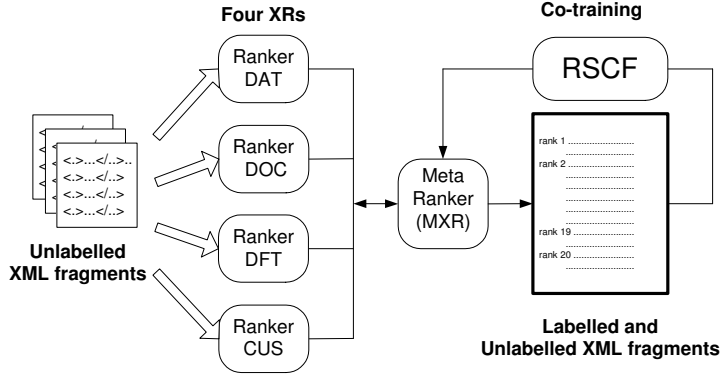 Four XRs
Co-training
Ranker
DAT
RSCF
<.>...</..>..
<.>...</..>
<.>...</..>
<.>...</..>
Unlabelled
XML fragments
Ranker
DOC
Ranker
DFT
Ranker
CUS
Meta
Ranker
(MXR)
rank 1 ..............................
rank 2 ..............................
rank 19 ..............................
rank 20 ..............................
Labelled and
Unlabelled XML fragments